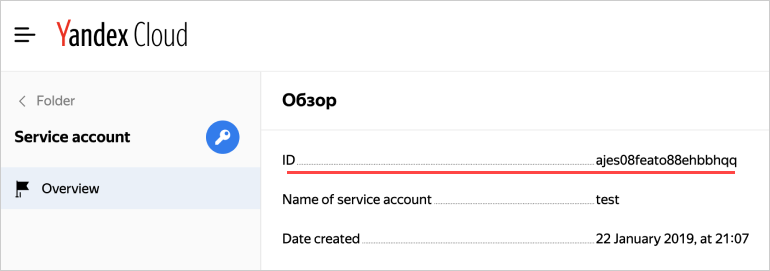 Yandex Cloud
Folder
Service account
Overview
Обзор
ID ajes08feato88ehbbhqq
Name of service account test
Date created 22 January 2019, at 21:07